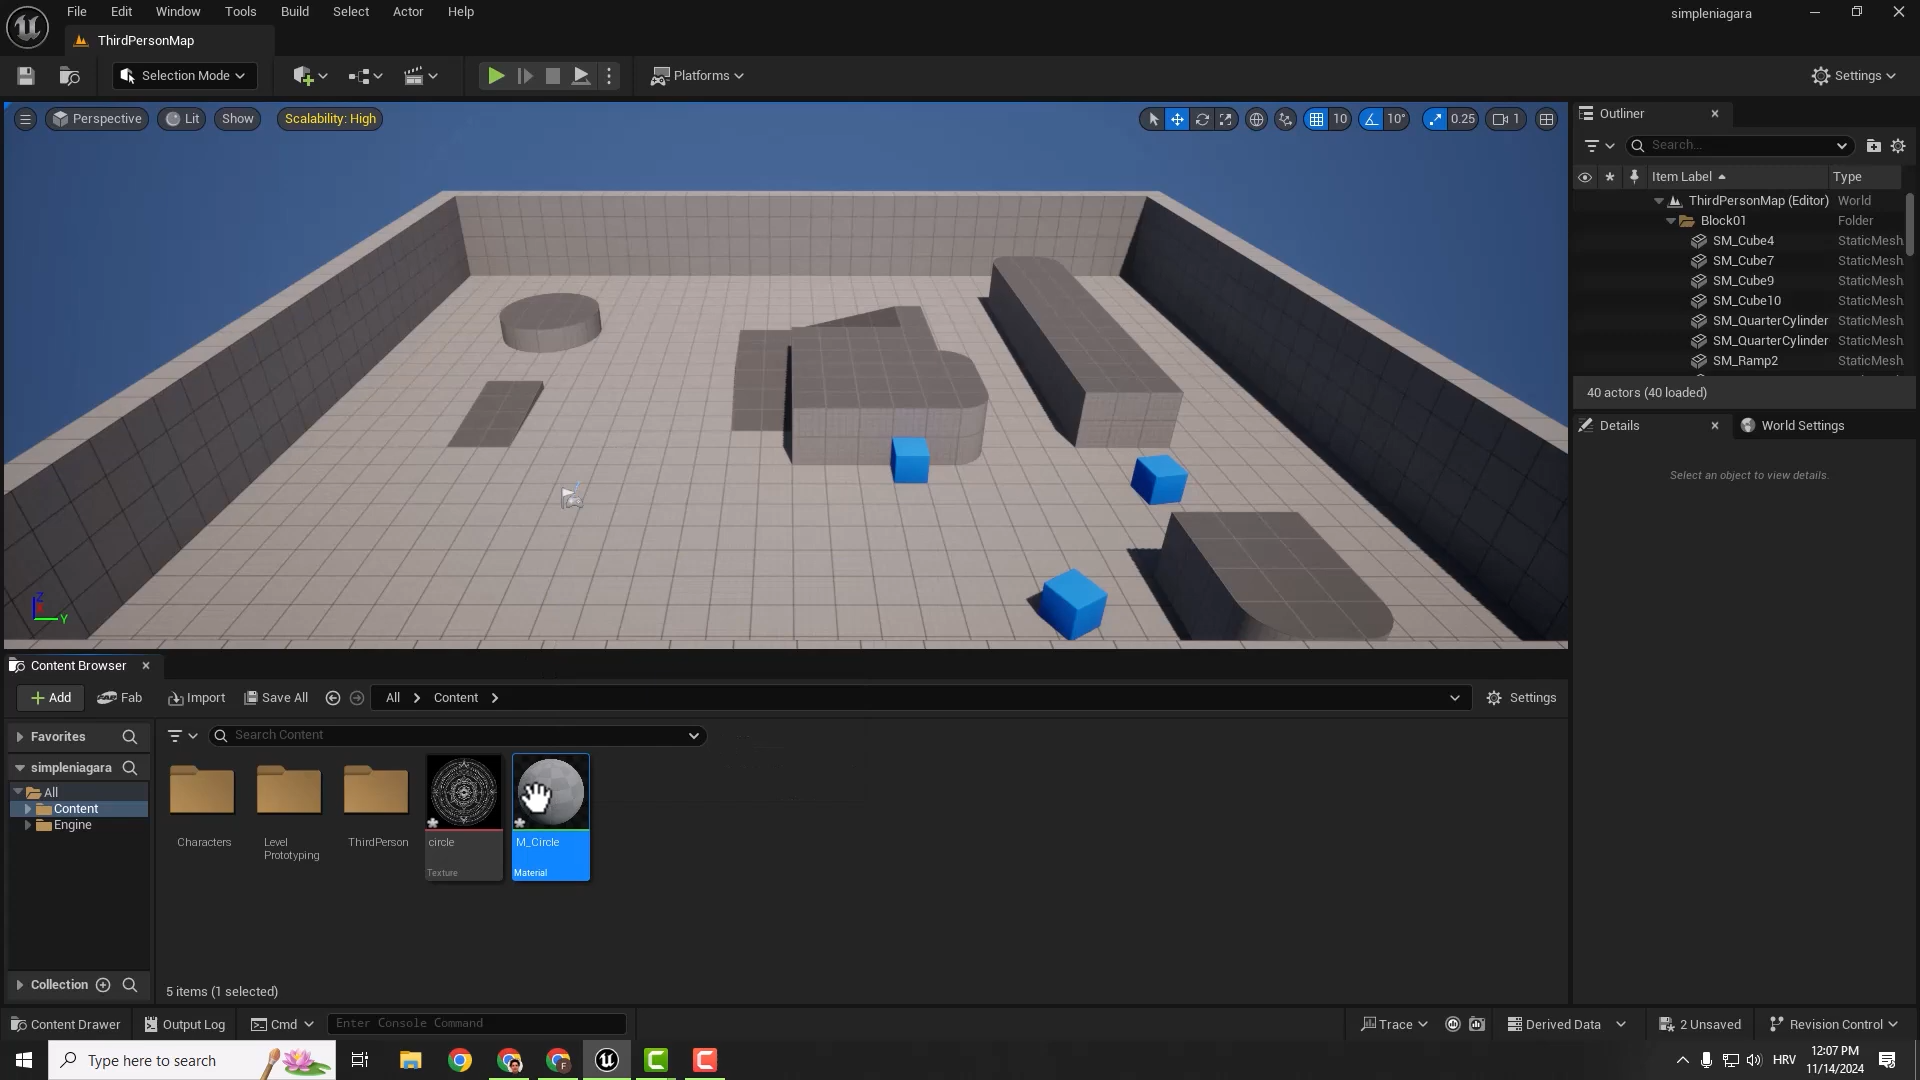 File Edit Window Tools Build Select Actor Help
simpleniagara
ThirdPersonMap
Selection Mode
Platforms
Settings
Perspective
Lit
Show
Scalability: High
10
10°
0.25
1
Outliner
Search...
Item Label
Type
ThirdPersonMap (Editor) World
Block01 Folder
SM_Cube4 StaticMesh
SM_Cube7 StaticMesh
SM_Cube9 StaticMesh
SM_Cube10 StaticMesh
SM_QuarterCylinder StaticMesh
SM_QuarterCylinder StaticMesh
SM_Ramp2 StaticMesh
40 actors (40 loaded)
Details
World Settings
Select an object to view details.
Z
Y
Content Browser
Add
Fab
Import
Save All
All
Content
Settings
Favorites
Search Content
simpleniagara
All
Content
Engine
Characters
Level
Prototyping
ThirdPerson
circle
Texture
M_Circle
Material
Collection
5 items (1 selected)
Content Drawer
Output Log
Cmd
Enter Console Command
Trace
Derived Data
2 Unsaved
Revision Control
Type here to search
HRV
12:07 PM
11/14/2024